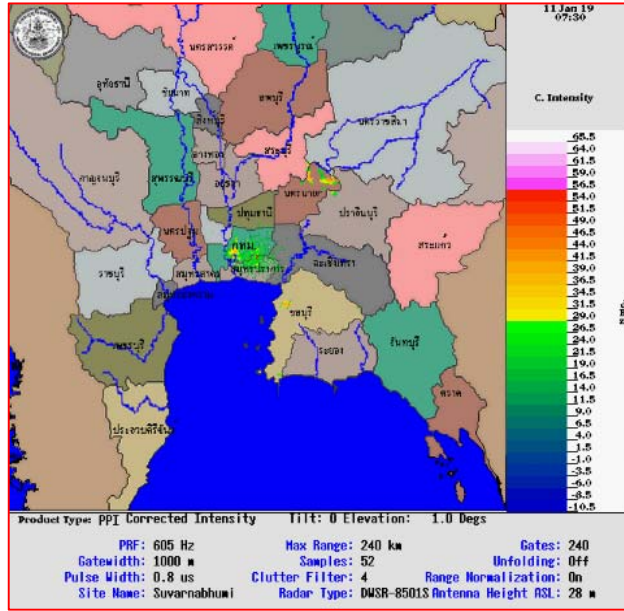 11 Jan 19
07:30
C. Intensity
นครสวรรค์
เพชรบูรณ์
อุทัยธานี
ชัยนาท
สิงห์บุรี
ลพบุรี
นครราชสีมา
อ่างทอง
สระบุรี
กาญจนบุรี
สุพรรณบุรี
อยุธยา
นครนายก
ปราจีนบุรี
ปทุมธานี
นครปฐม
กทม.
สระแก้ว
ราชบุรี
สมุทรสาคร
สมุทรปราการ
ฉะเชิงเทรา
ชลบุรี
เพชรบุรี
ระยอง
จันทบุรี
ตราด
65.5
64.0
61.5
59.0
56.5
54.0
51.5
49.0
46.5
44.0
41.5
39.0
36.5
34.0
31.5
29.0
26.5
24.0
21.5
19.0
16.5
14.0
11.5
9.0
6.5
4.0
1.5
-1.0
-3.5
-6.0
-8.5
-10.5
Product Type: PPI Corrected Intensity Tilt: 0 Elevation: 1.0 Degs
PRF: 605 Hz Max Range: 240 km Gates: 240
Gatewidth: 1000 m Samples: 52 Unfolding: Off
Pulse Width: 0.8 us Clutter Filter: 4 Range Normalization: On
Site Name: Suvarnabhumi Radar Type: DWSR-8501S Antenna Height ASL: 28 m